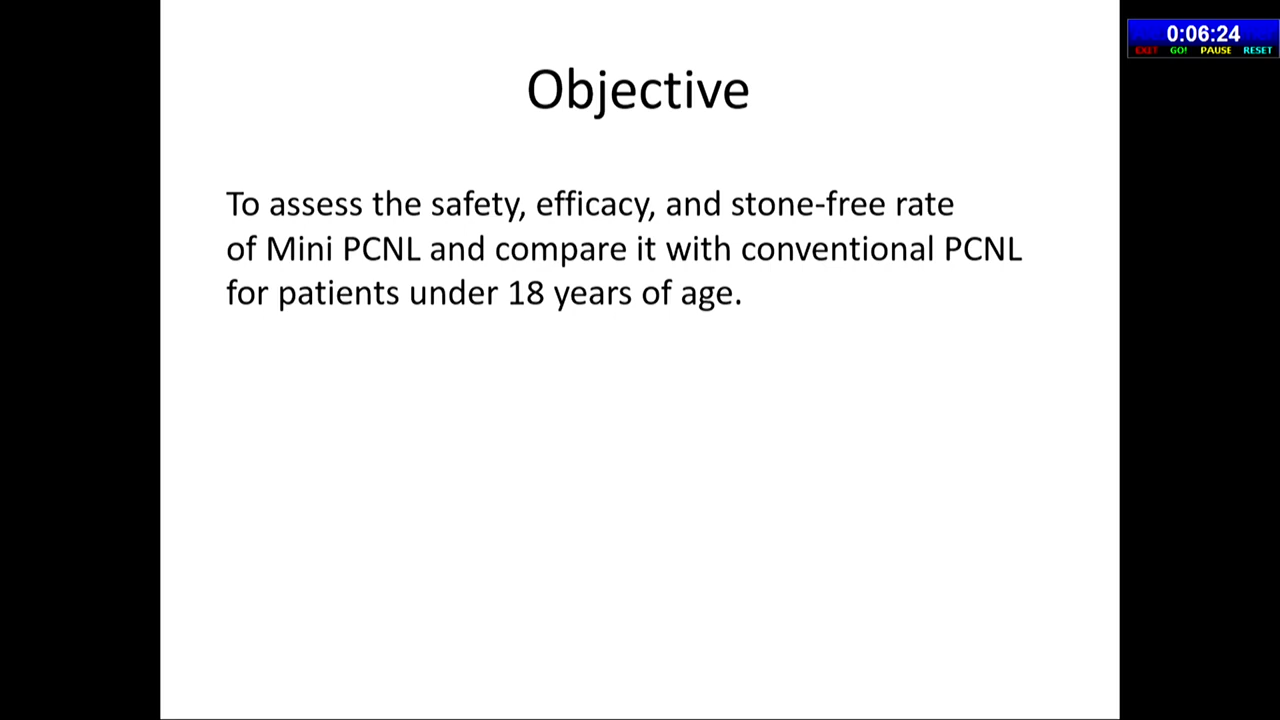 Objective
To assess the safety, efficacy, and stone-free rate
of Mini PCNL and compare it with conventional PCNL
for patients under 18 years of age.
0:06:24
EXIT GO! PAUSE RESET